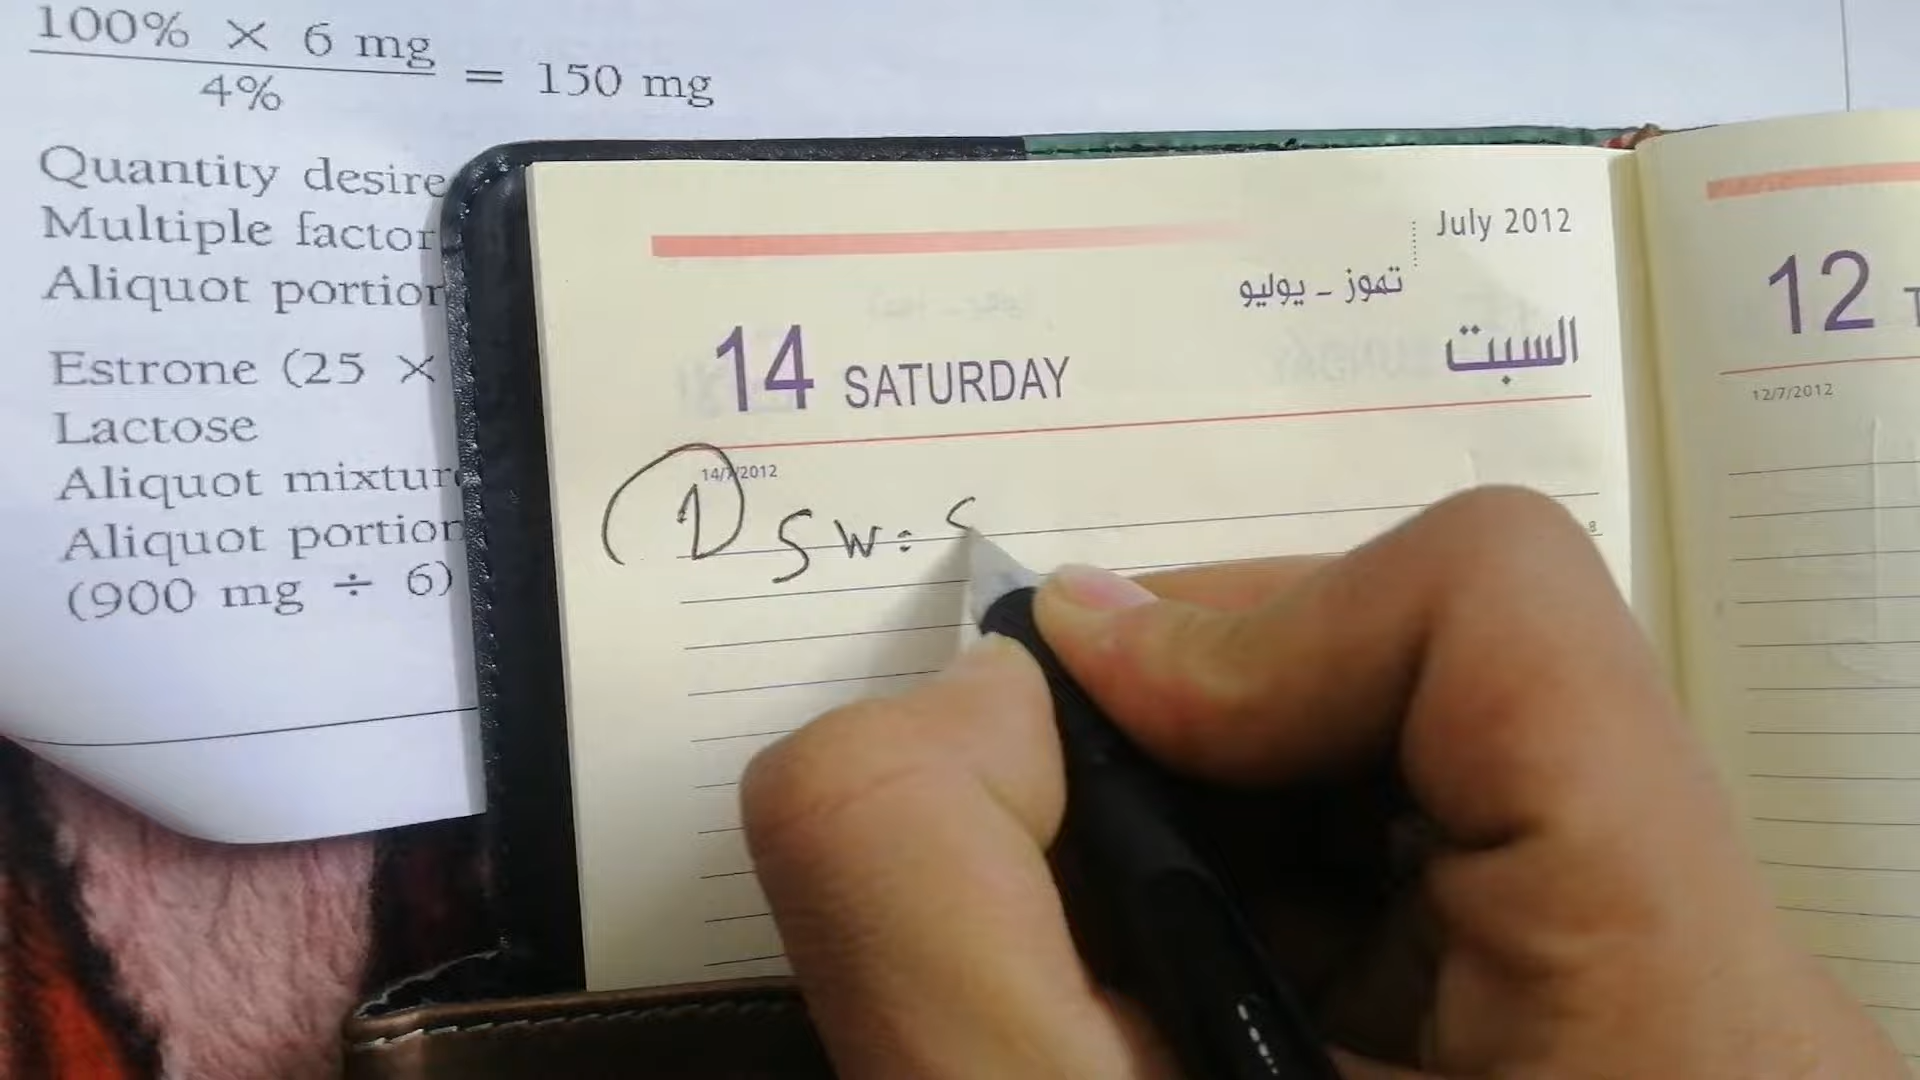 100% × 6 mg
4%
= 150 mg
Quantity desire
Multiple factor
Aliquot portion
Estrone (25 ×
Lactose
Aliquot mixture
Aliquot portion
(900 mg ÷ 6)
July 2012
تموز - يوليو
14 SATURDAY
السبت
14/7/2012
1 SW: S
8
12
12/7/2012